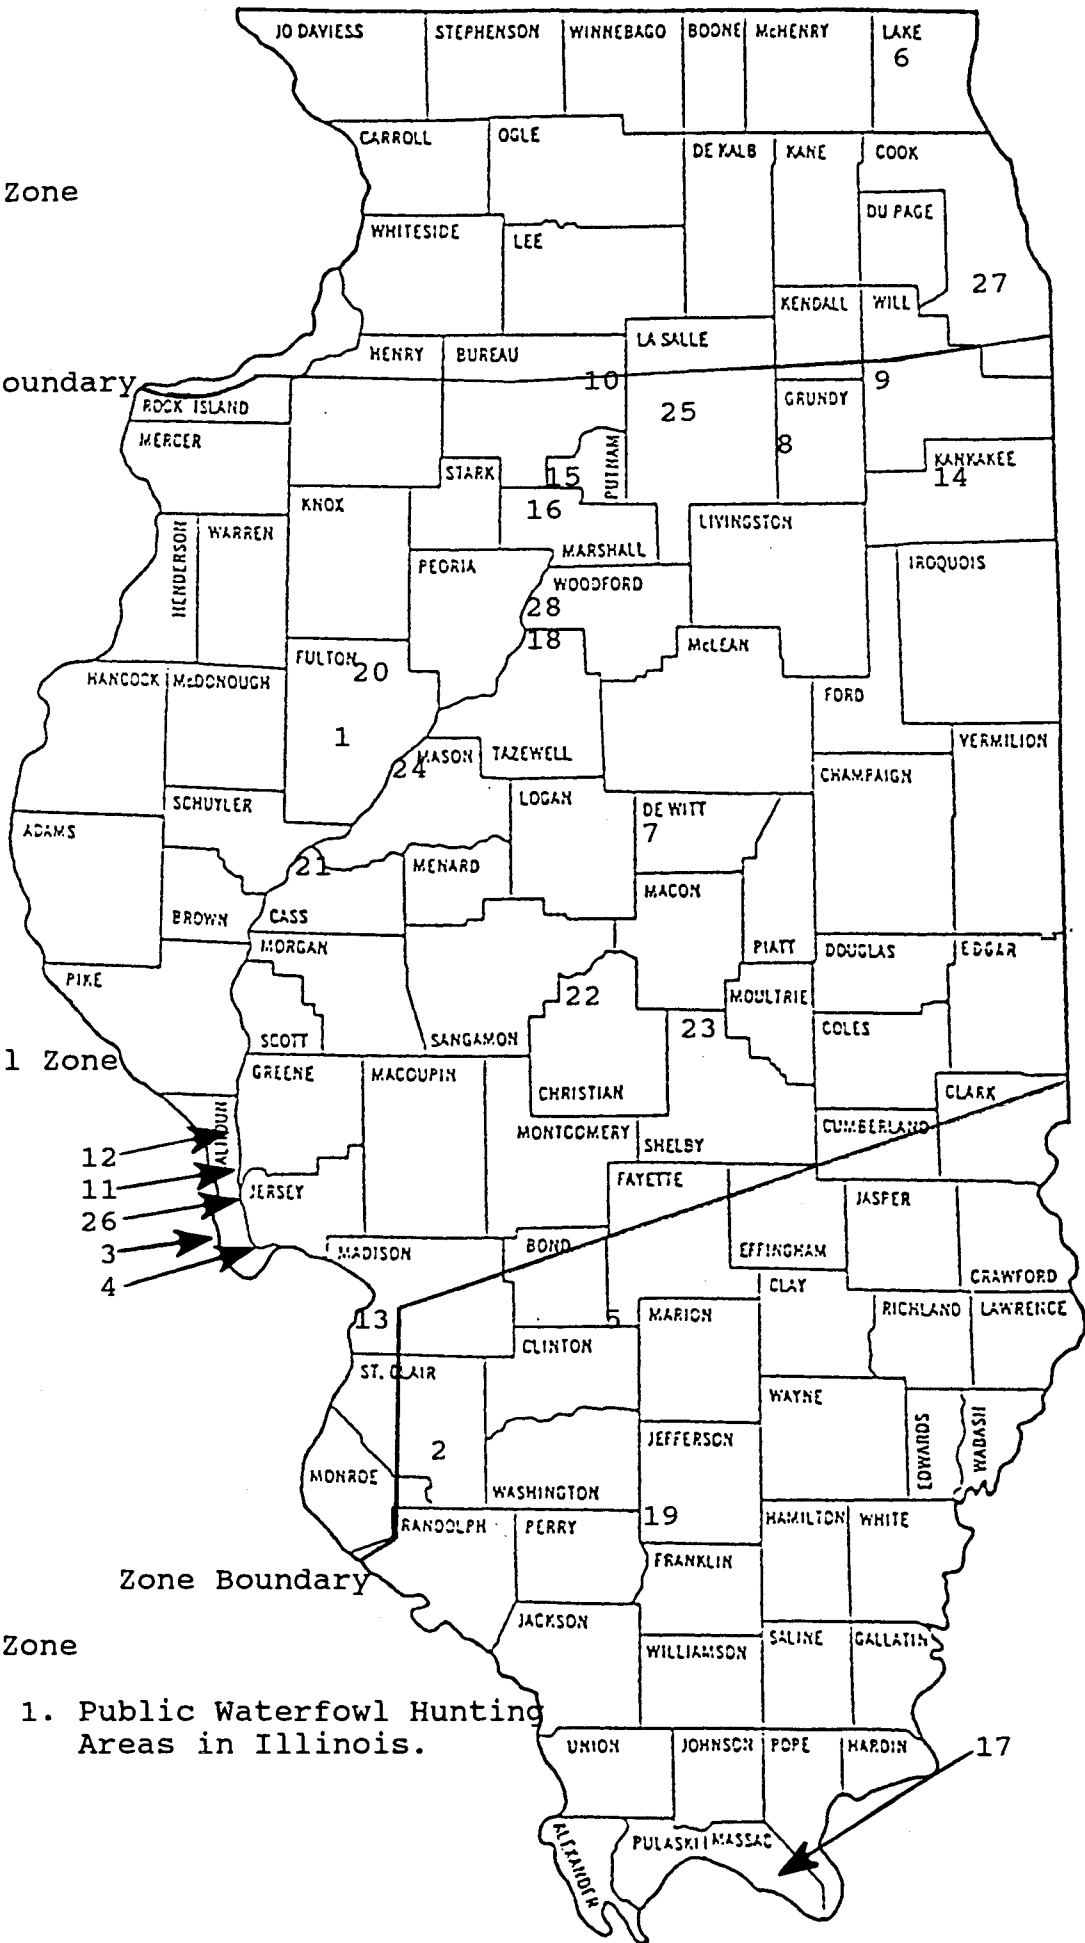 JO DAVIESS STEPHENSON WINNEBAGO BOONE McHENRY LAKE
6
CARROLL OGLE DE KALB KANE COOK
Zone
DU PAGE
WHITESIDE LEE
27
KENDALL WILL
LA SALLE
HENRY BUREAU
oundary 10 9
ROCK ISLAND 25 GRUNDY
MERCER 8
PUTNAM
STARK 15 KANKAKEE
14
KNOX 16 LIVINGSTON
HENDERSON WARREN
MARSHALL
PEORIA WOODFORD IROQUOIS
28
18 McLEAN
FULTON 20
HANCOCK McDONOUGH
FORD
1
MASON TAZEWELL VERMILION
24
CHAMPAIGN
SCHUYLER LOGAN DE WITT
ADAMS 7
21 MENARD
MACON
BROWN CASS
MORGAN PIATT DOUGLAS EDGAR
PIKE
22 MOULTRIE
SCOTT SANGAMON 23 COLES
l Zone
GREENE MACOUPIN
CHRISTIAN CLARK
ALHOUN
MONTGOMERY SHELBY CUMBERLAND
12
FAYETTE
11 JERSEY JASPER
26
3 MADISON BOND EFFINGHAM
4 CLAY CRAWFORD
13 5 MARION RICHLAND LAWRENCE
CLINTON
ST. CLAIR
WAYNE
EDWARDS WABASH
2 JEFFERSON
MONROE WASHINGTON
19
RANDOLPH PERRY HAMILTON WHITE
FRANKLIN
Zone Boundary
JACKSON
Zone WILLIAMSON SALINE GALLATIN
1. Public Waterfowl Hunting
Areas in Illinois.
UNION JOHNSON POPE HARDIN 17
ALEXANDER PULASKI MASSAC